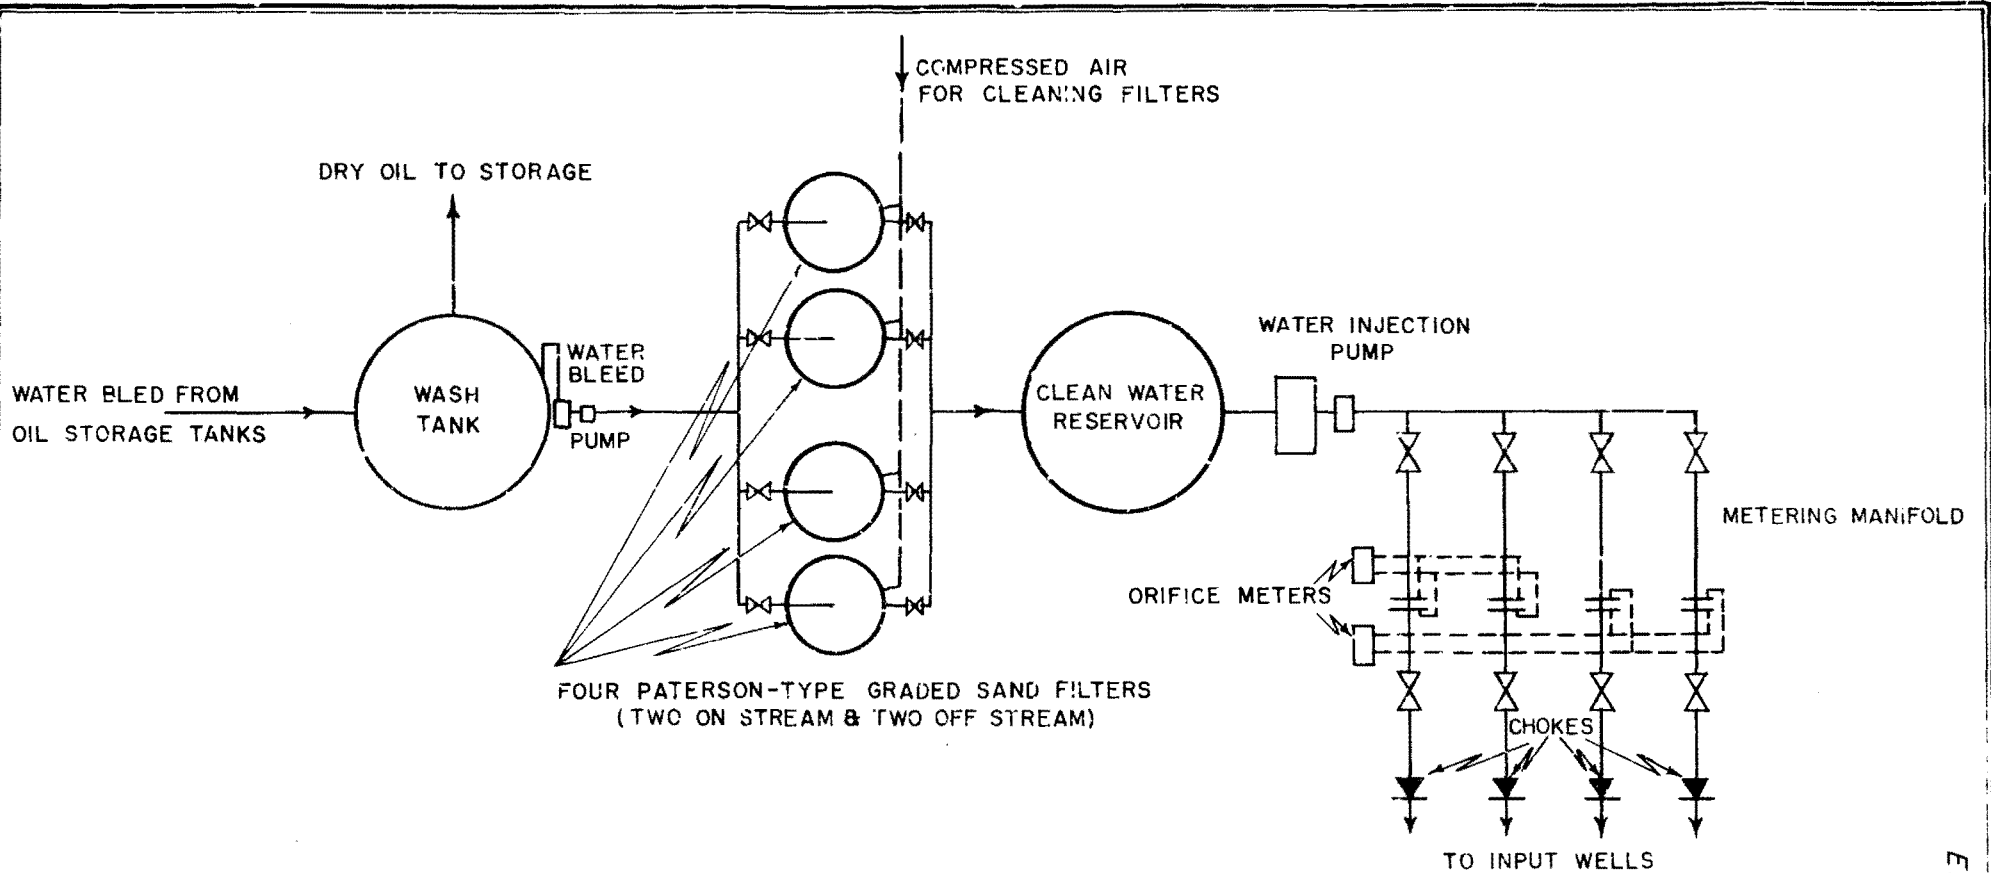 COMPRESSED AIR
FOR CLEANING FILTERS
DRY OIL TO STORAGE
WATER BLED FROM
OIL STORAGE TANKS
WASH
TANK
WATER
BLEED
PUMP
FOUR PATERSON-TYPE GRADED SAND FILTERS
(TWO ON STREAM & TWO OFF STREAM)
CLEAN WATER
RESERVOIR
WATER INJECTION
PUMP
METERING MANIFOLD
ORIFICE METERS
CHOKES
TO INPUT WELLS
E